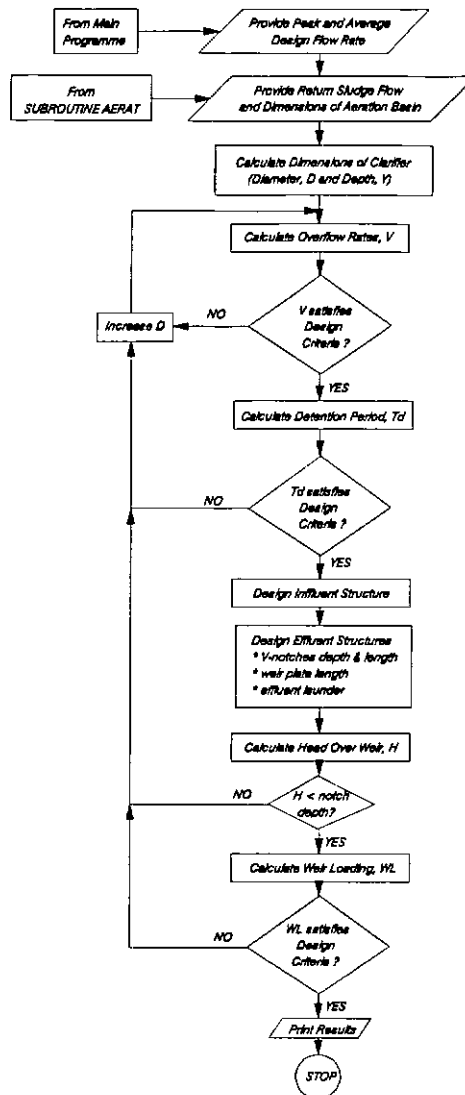 From Main
Programme
Provide Peak and Average
Design Flow Rate
From
SUBROUTINE AERAT
Provide Return Sludge Flow
and Dimensions of Aeration Basin
Calculate Dimensions of Clarifier
(Diameter, D and Depth, Y)
Calculate Overflow Rates, V
Increase D
NO
V satisfies
Design
Criteria ?
YES
Calculate Detention Period, Td
NO
Td satisfies
Design
Criteria ?
YES
Design Influent Structure
Design Effluent Structures
* V-notches depth & length
* weir plate length
* effluent launder
Calculate Head Over Weir, H
NO
H < notch
depth?
YES
Calculate Weir Loading, WL
NO
WL satisfies
Design
Criteria ?
YES
Print Results
STOP